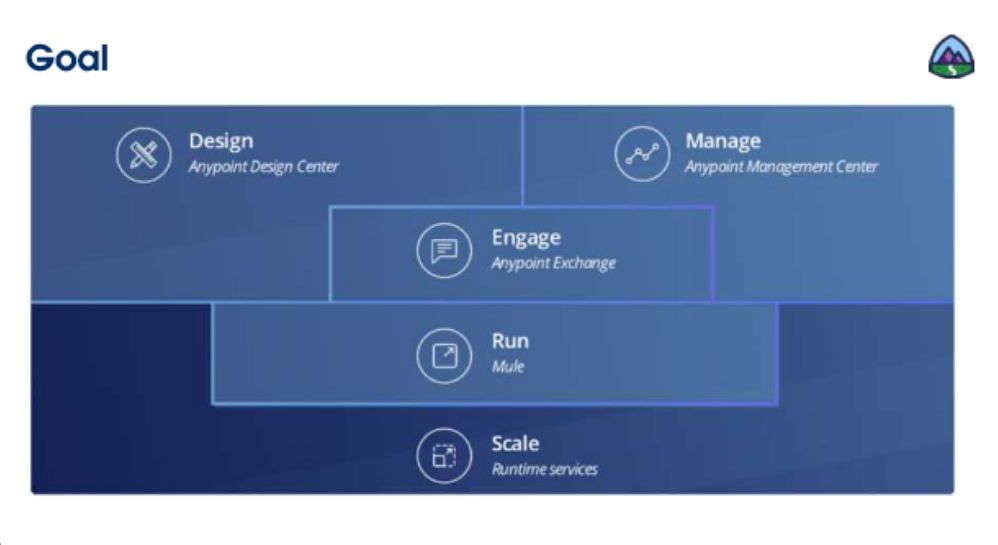 Goal
Design
Anypoint Design Center
Manage
Anypoint Management Center
Engage
Anypoint Exchange
Run
Mule
Scale
Runtime services